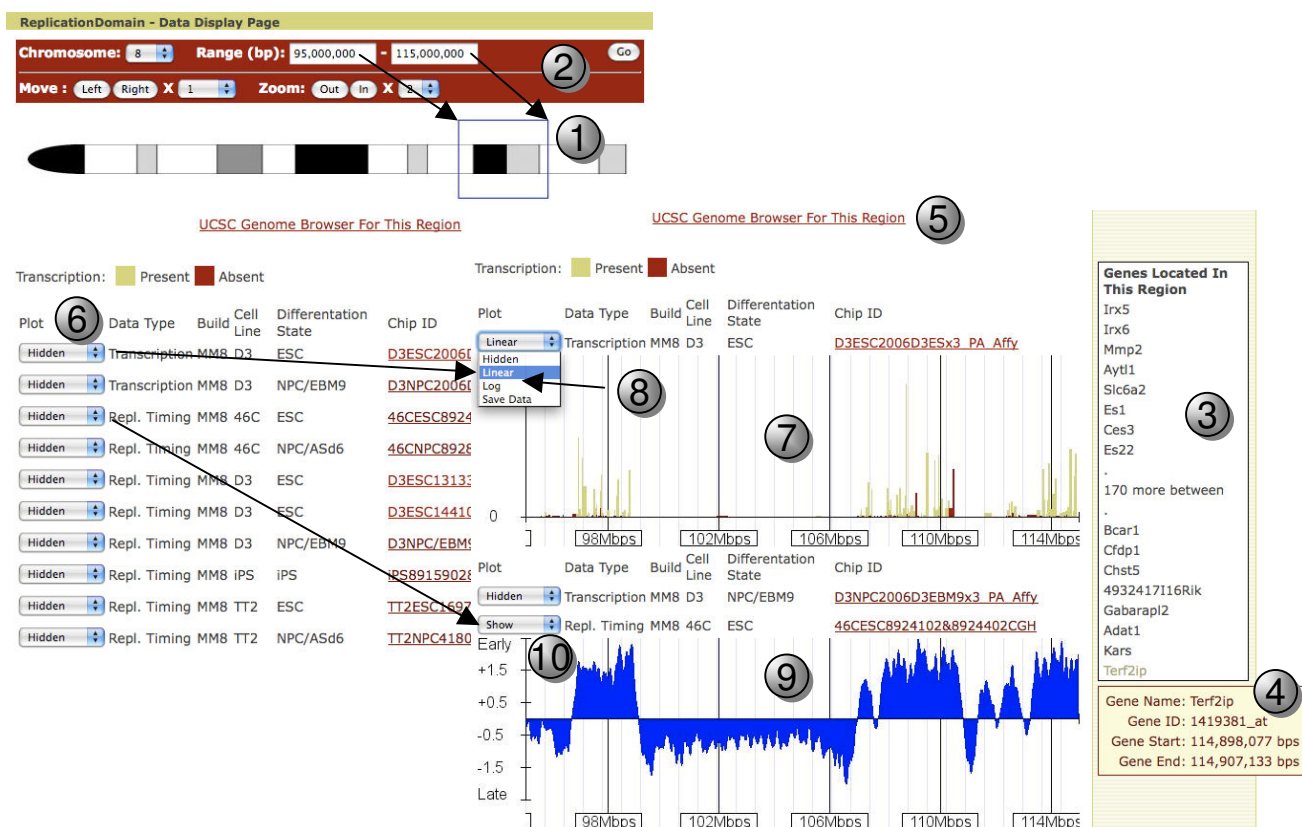 ReplicationDomain - Data Display Page
Chromosome: 8 Range (bp): 95,000,000 - 115,000,000 Go
2
Move : Left Right X 1 Zoom: Out In X 2
1
UCSC Genome Browser For This Region
UCSC Genome Browser For This Region
5
Transcription: Present Absent
6
Plot Data Type Build Cell Line Differentation State Chip ID
Hidden Transcription MM8 D3 ESC D3ESC2006D
Hidden Transcription MM8 D3 NPC/EBM9 D3NPC2006D
Hidden Repl. Timing MM8 46C ESC 46CESC8924
Hidden Repl. Timing MM8 46C NPC/ASd6 46CNPC8928
Hidden Repl. Timing MM8 D3 ESC D3ESC13133
Hidden Repl. Timing MM8 D3 ESC D3ESC14410
Hidden Repl. Timing MM8 D3 NPC/EBM9 D3NPC/EBM9
Hidden Repl. Timing MM8 iPS iPS iPS89159028
Hidden Repl. Timing MM8 TT2 ESC TT2ESC1697
Hidden Repl. Timing MM8 TT2 NPC/ASd6 TT2NPC4180
Transcription: Present Absent
Plot Data Type Build Cell Line Differentation State Chip ID
Linear Transcription MM8 D3 ESC D3ESC2006D3ESx3_PA_Affy
Hidden
Linear
Log
Save Data
8
7
0
98Mbps 102Mbps 106Mbps 110Mbps 114Mbps
Plot Data Type Build Cell Line Differentation State Chip ID
Hidden Transcription MM8 D3 NPC/EBM9 D3NPC2006D3EBM9x3_PA_Affy
Show Repl. Timing MM8 46C ESC 46CESC8924102&8924402CGH
10
9
Early
+1.5
+0.5
-0.5
-1.5
Late
98Mbps 102Mbps 106Mbps 110Mbps 114Mbps
Genes Located In
This Region
Irx5
Irx6
Mmp2
Aytl1
Slc6a2
Es1
Ces3
Es22
.
170 more between
.
Bcar1
Cfdp1
Chst5
4932417I16Rik
Gabarapl2
Adat1
Kars
Terf2ip
3
4
Gene Name: Terf2ip
Gene ID: 1419381_at
Gene Start: 114,898,077 bps
Gene End: 114,907,133 bps